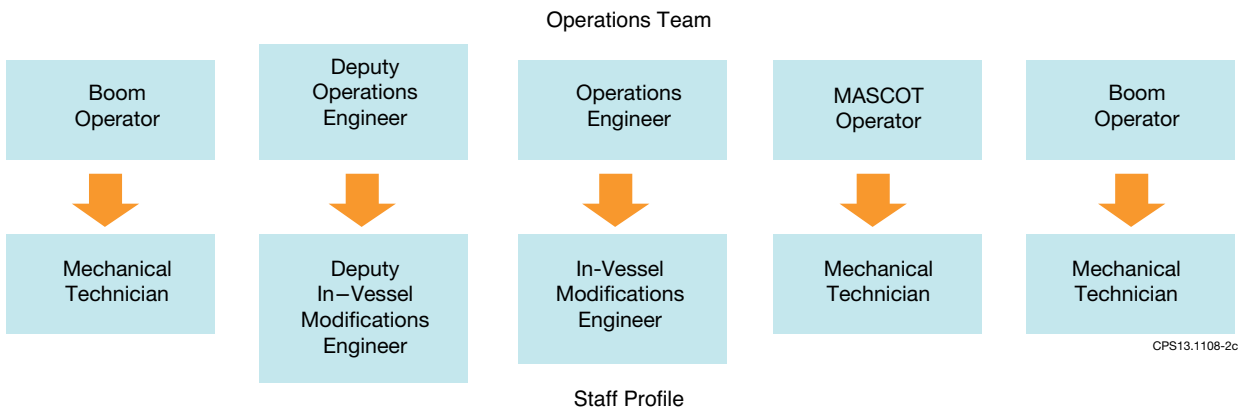 Operations Team
Boom
Operator
Deputy
Operations
Engineer
Operations
Engineer
MASCOT
Operator
Boom
Operator
Mechanical
Technician
Deputy
In–Vessel
Modifications
Engineer
In-Vessel
Modifications
Engineer
Mechanical
Technician
Mechanical
Technician
CPS13.1108-2c
Staff Profile